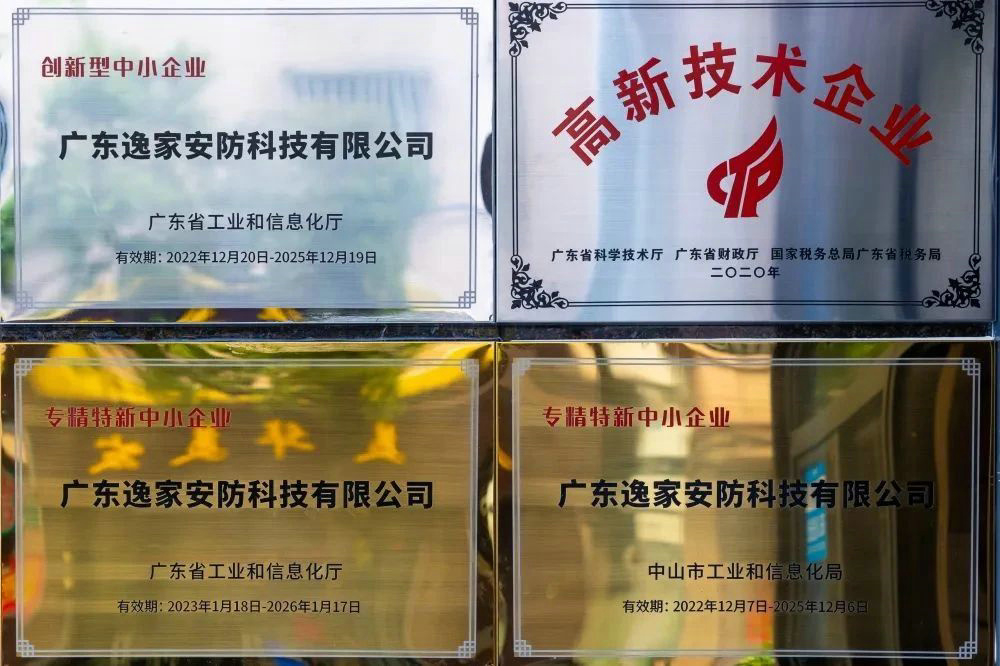 创新型中小企业
广东逸家安防科技有限公司
广东省工业和信息化厅
有效期：2022年12月20日-2025年12月19日
高新技术企业
广东省科学技术厅 广东省财政厅 国家税务总局广东省税务局
二〇二〇年
专精特新中小企业
广东逸家安防科技有限公司
广东省工业和信息化厅
有效期：2023年1月18日-2026年1月17日
专精特新中小企业
广东逸家安防科技有限公司
中山市工业和信息化局
有效期：2022年12月7日-2025年12月6日